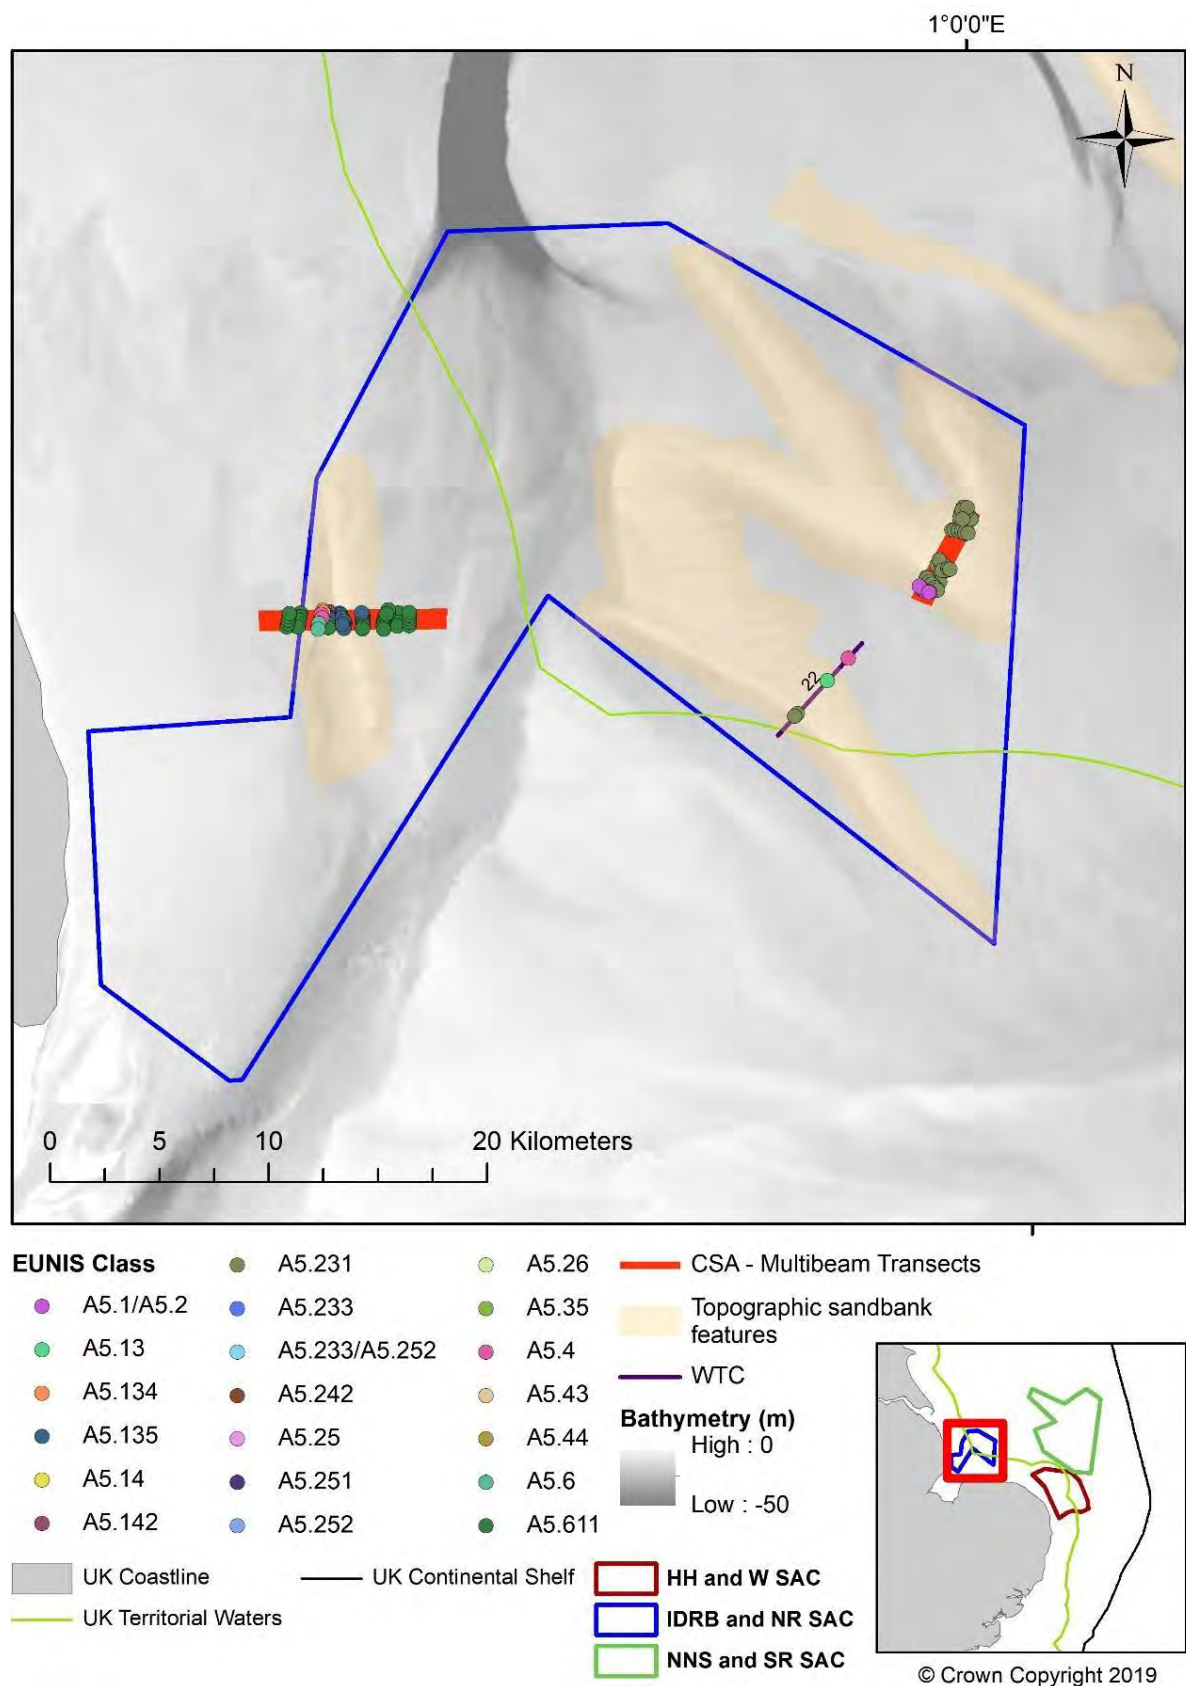 1°0'0"E
N
22
0 5 10 20 Kilometers
EUNIS Class
A5.1/A5.2
A5.13
A5.134
A5.135
A5.14
A5.142
A5.231
A5.233
A5.233/A5.252
A5.242
A5.25
A5.251
A5.252
A5.26
A5.35
A5.4
A5.43
A5.44
A5.6
A5.611
CSA - Multibeam Transects
Topographic sandbank
features
WTC
Bathymetry (m)
High : 0
Low : -50
UK Coastline
UK Continental Shelf
UK Territorial Waters
HH and W SAC
IDRB and NR SAC
NNS and SR SAC
© Crown Copyright 2019